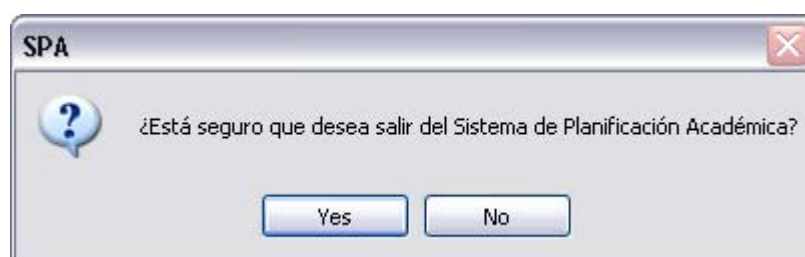 SPA
¿Está seguro que desea salir del Sistema de Planificación Académica?
Yes No